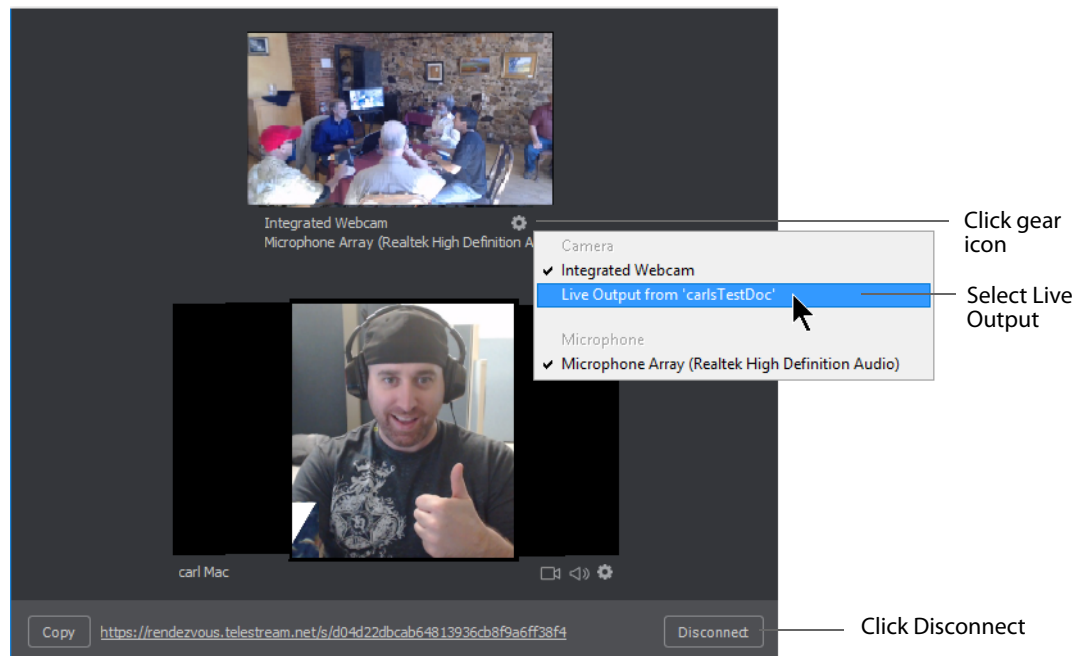 Integrated Webcam
Microphone Array (Realtek High Definition A
Click gear
icon
Camera
✓ Integrated Webcam
Live Output from 'carlsTestDoc'
Select Live
Output
Microphone
✓ Microphone Array (Realtek High Definition Audio)
carl Mac
Copy https://rendezvous.telestream.net/s/d04d22dbcab64813936cb8f9a6ff38f4 Disconnect
Click Disconnect